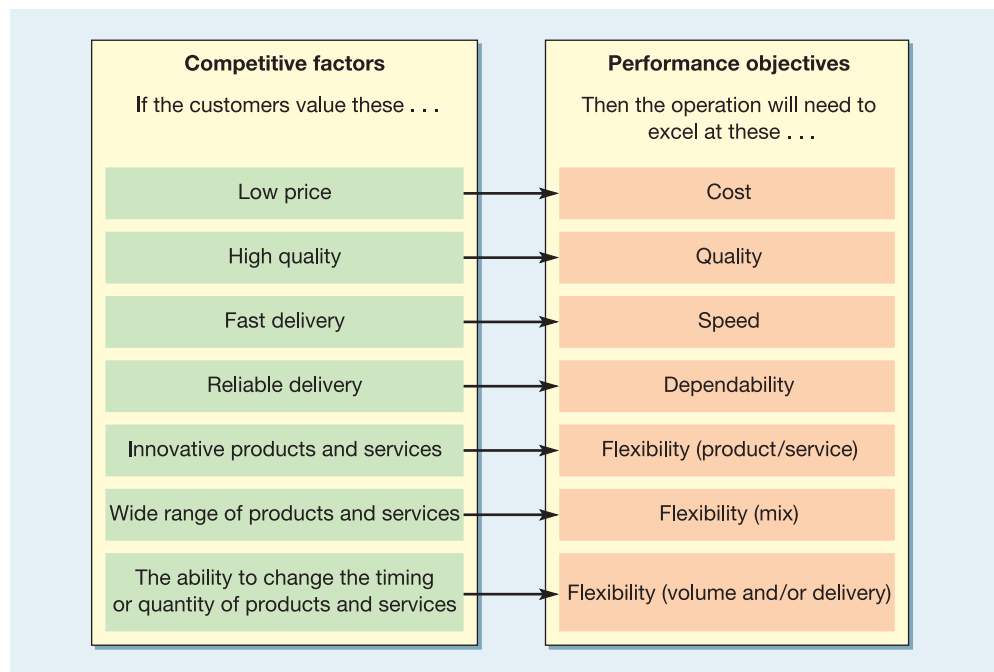 Competitive factors
If the customers value these . . .
Low price
High quality
Fast delivery
Reliable delivery
Innovative products and services
Wide range of products and services
The ability to change the timing
or quantity of products and services
Performance objectives
Then the operation will need to
excel at these . . .
Cost
Quality
Speed
Dependability
Flexibility (product/service)
Flexibility (mix)
Flexibility (volume and/or delivery)